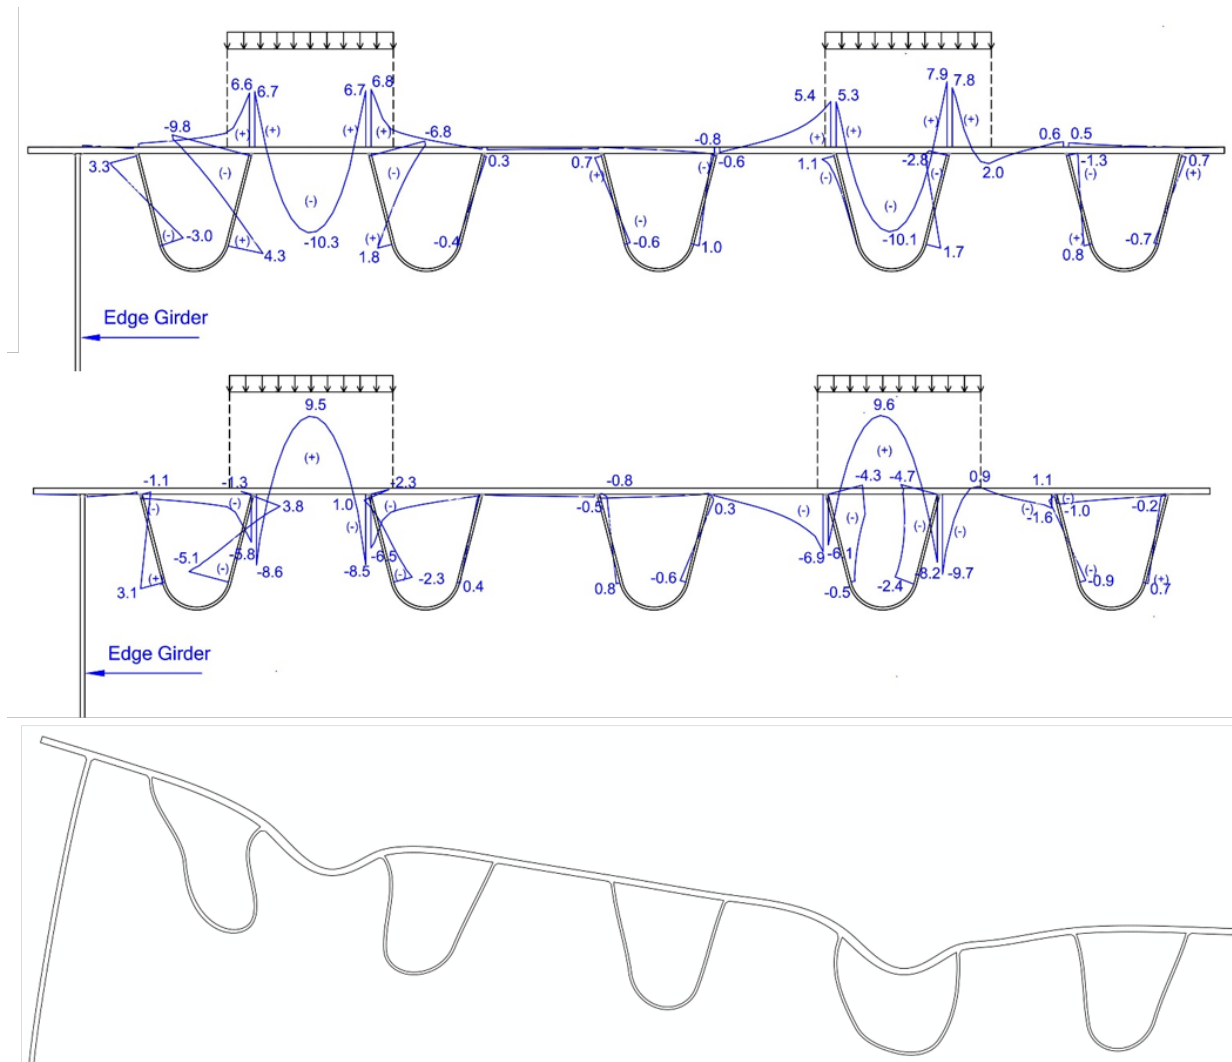 6.6 6.7 6.7 6.8 5.4 5.3 7.9 7.8
(+) (+) (+) (+) (+) (+) (+) (+)
-9.8 -6.8 -0.8 0.6 0.5
3.3 0.3 0.7 -0.6 1.1 -2.8 2.0 -1.3 0.7
(-) (-) (+) (-) (-) (-) (-) (+)
(-) (-) (-)
(-) -3.0 (+) -10.3 (+) -0.4 -0.6 1.0 -10.1 (+) -0.7
4.3 1.8 1.7 0.8
Edge Girder
9.5 9.6
(+) (+)
-1.1 -1.3 -2.3 -0.8 -4.3 -4.7 0.9 1.1
(-) (-) 3.8 1.0 (-) -0.5 0.3 (-) (-) -1.6 (-) -1.0 -0.2
(-) (-) (-)
-5.1 -5.8 -6.5 -6.9 -6.1
(+) (-) -8.6 -8.5 (-) -2.3 -0.6 -8.2 -9.7 (-) (+)
3.1 0.4 0.8 -0.5 -2.4 -0.9 0.7
Edge Girder